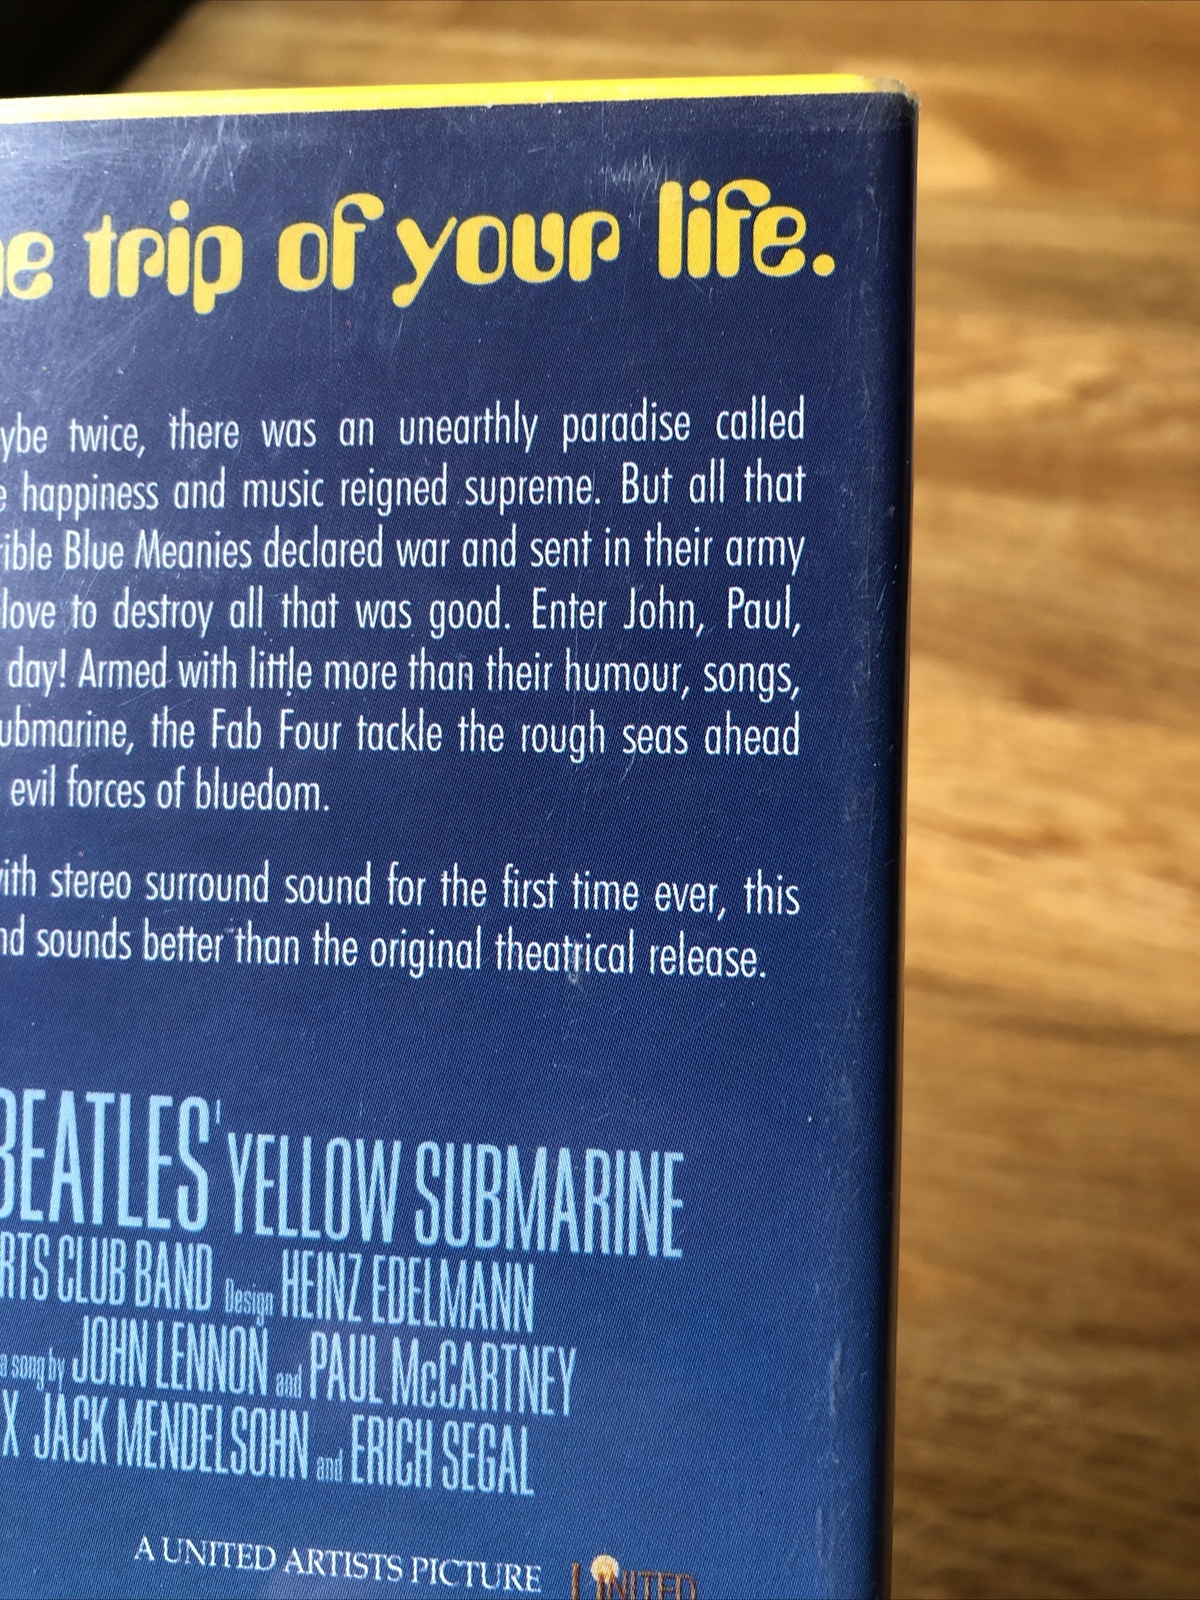 e trip of your life.
ybe twice, there was an unearthly paradise called
e happiness and music reigned supreme. But all that
ible Blue Meanies declared war and sent in their army
love to destroy all that was good. Enter John, Paul,
day! Armed with little more than their humour, songs,
ubmarine, the Fab Four tackle the rough seas ahead
evil forces of bluedom.
ith stereo surround sound for the first time ever, this
nd sounds better than the original theatrical release.
BEATLES' YELLOW SUBMARINE
RTS CLUB BAND Design HEINZ EDELMANN
a song by JOHN LENNON and PAUL McCARTNEY
X JACK MENDELSOHN and ERICH SEGAL
A UNITED ARTISTS PICTURE
UNITED